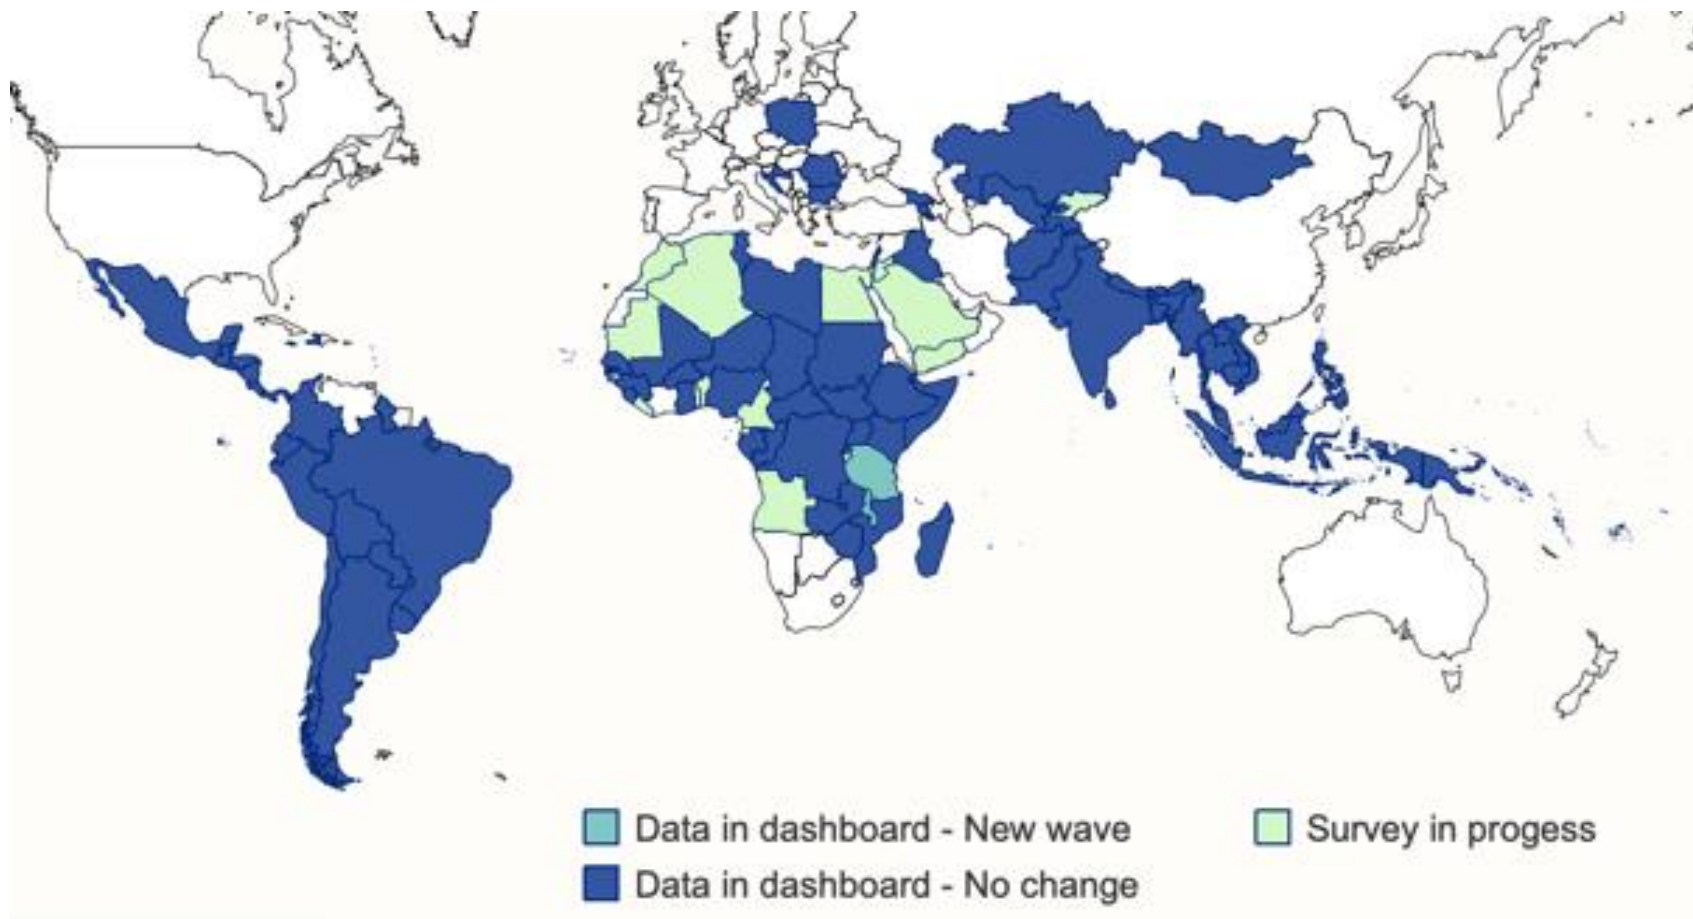 Data in dashboard - New wave
Survey in progess
Data in dashboard - No change